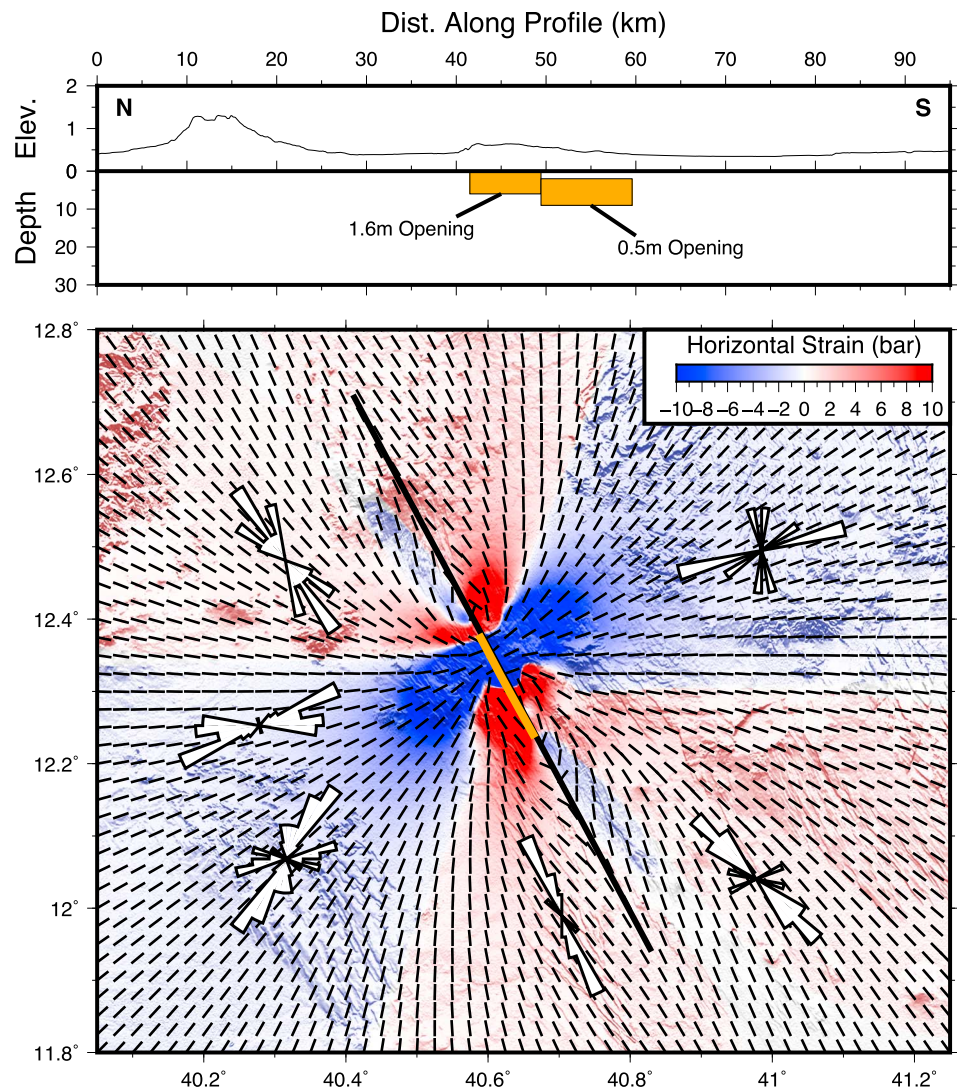 Dist. Along Profile (km)
0 10 20 30 40 50 60 70 80 90
2
N
S
1
Elev.
0
0
1.6m Opening
10
Depth
0.5m Opening
20
30
12.8˚
Horizontal Strain (bar)
−10−8 −6 −4 −2 0 2 4 6 8 10
12.6˚
12.4˚
12.2˚
12˚
11.8˚
40.2˚ 40.4˚ 40.6˚ 40.8˚ 41˚ 41.2˚